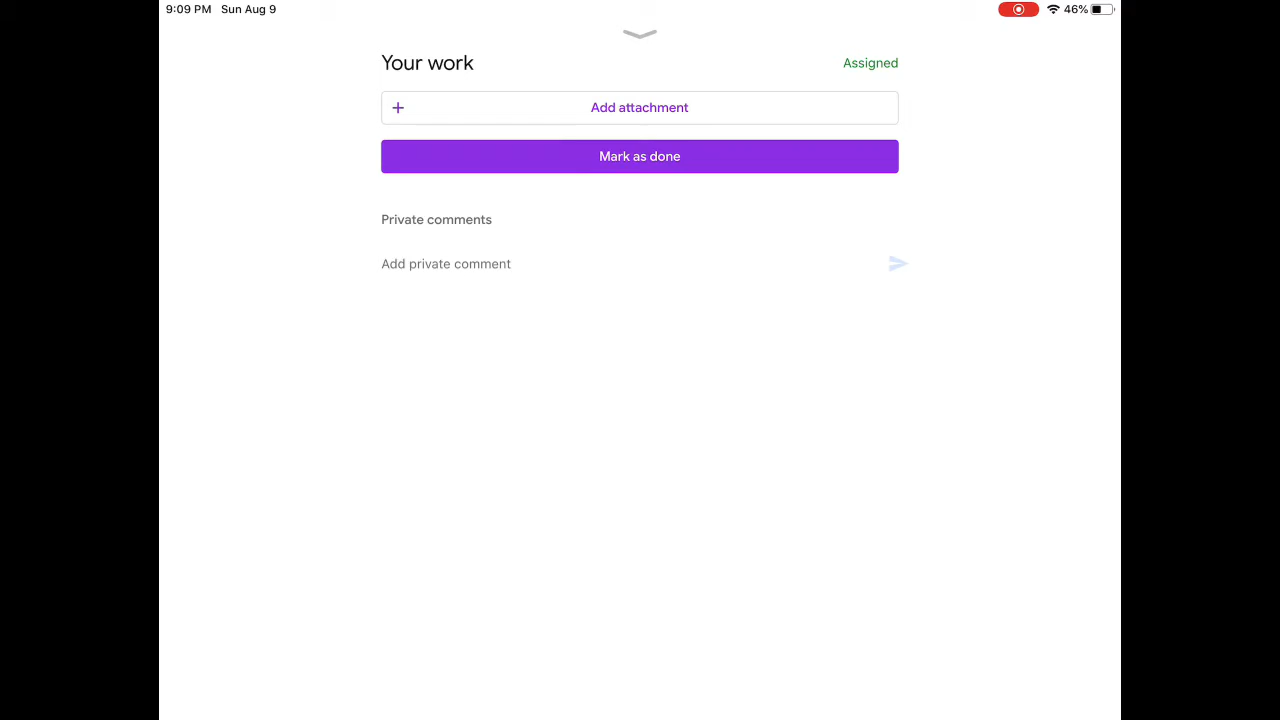 9:09 PM Sun Aug 9
46%
Your work
Assigned
+ Add attachment
Mark as done
Private comments
Add private comment